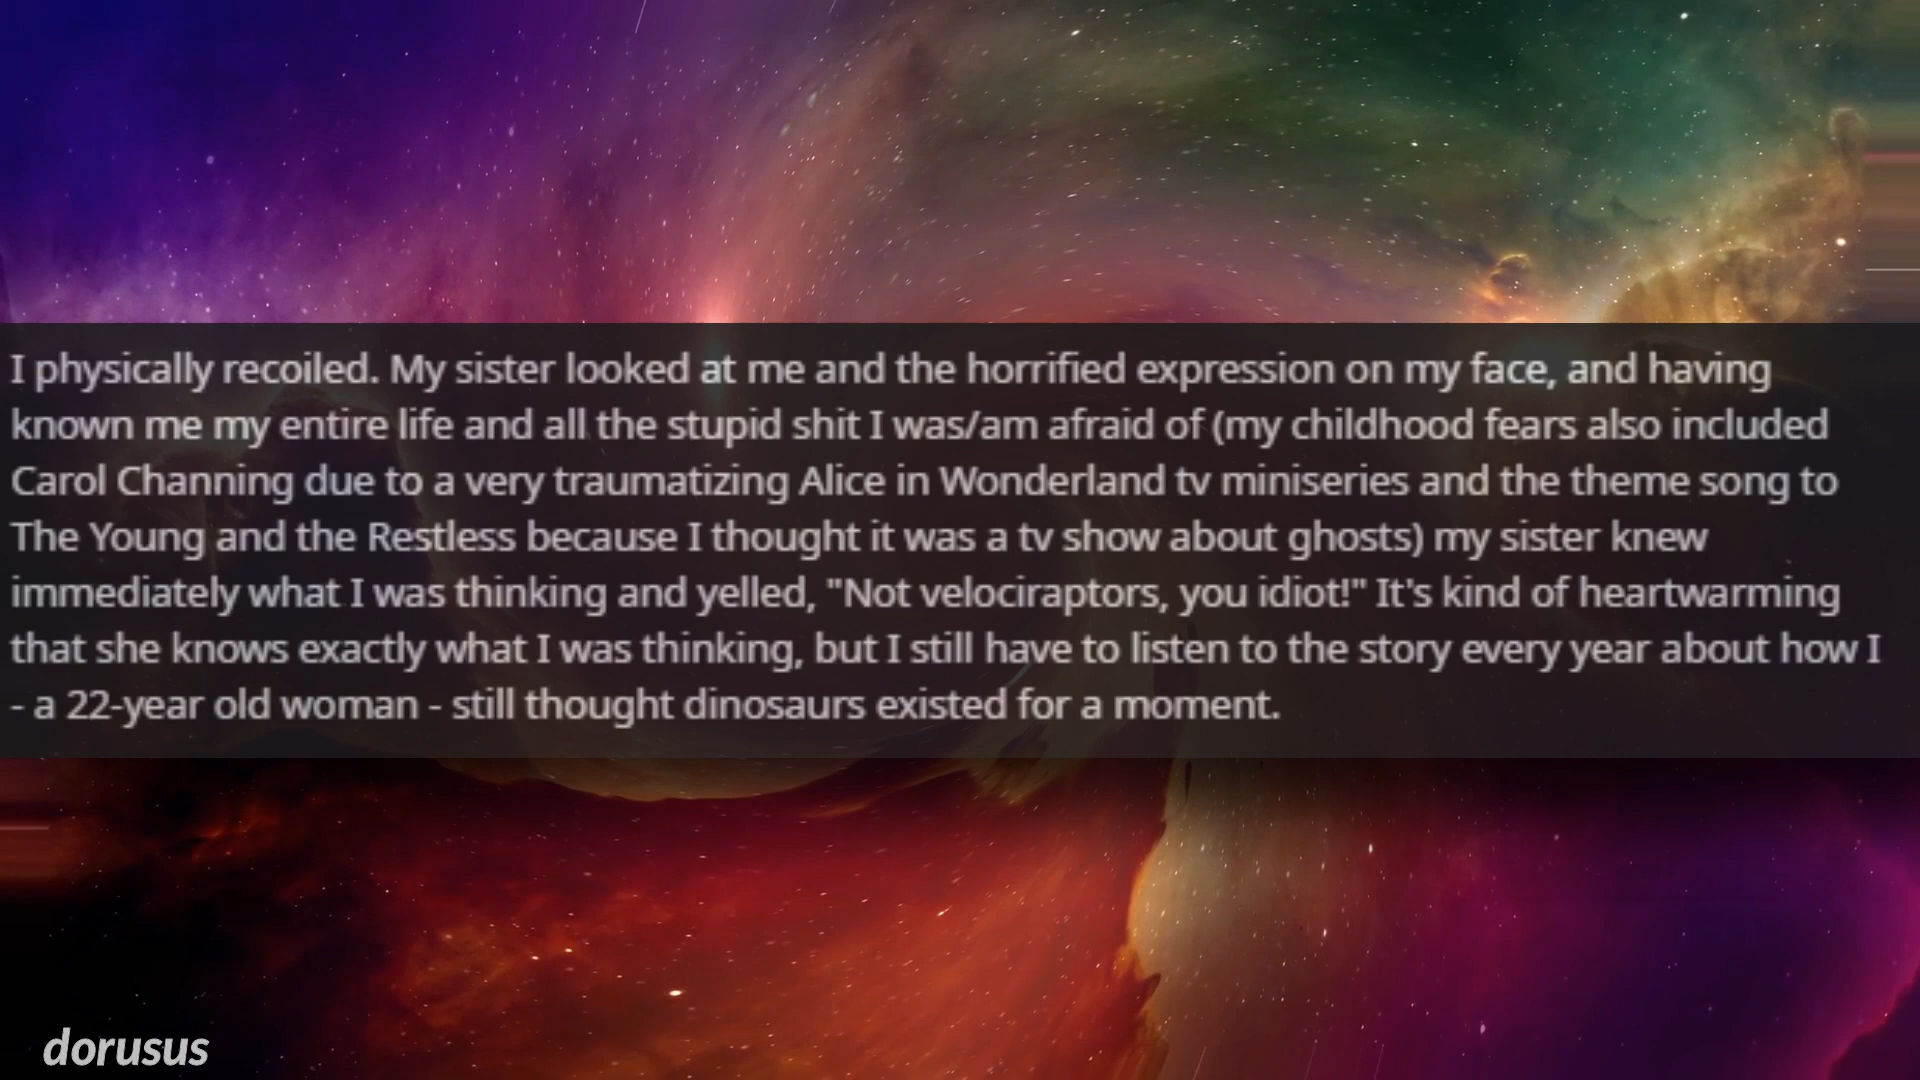 I physically recoiled. My sister looked at me and the horrified expression on my face, and having
known me my entire life and all the stupid shit I was/am afraid of (my childhood fears also included
Carol Channing due to a very traumatizing Alice in Wonderland tv miniseries and the theme song to
The Young and the Restless because I thought it was a tv show about ghosts) my sister knew
immediately what I was thinking and yelled, "Not velociraptors, you idiot!" It's kind of heartwarming
that she knows exactly what I was thinking, but I still have to listen to the story every year about how I
- a 22-year old woman - still thought dinosaurs existed for a moment.
dorusus